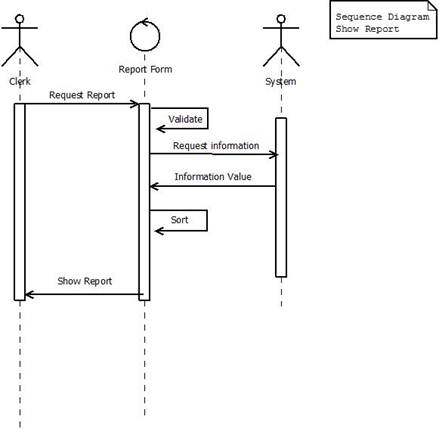 Sequence Diagram
Show Report
Clerk
Report Form
System
Request Report
Validate
Request information
Information Value
Sort
Show Report